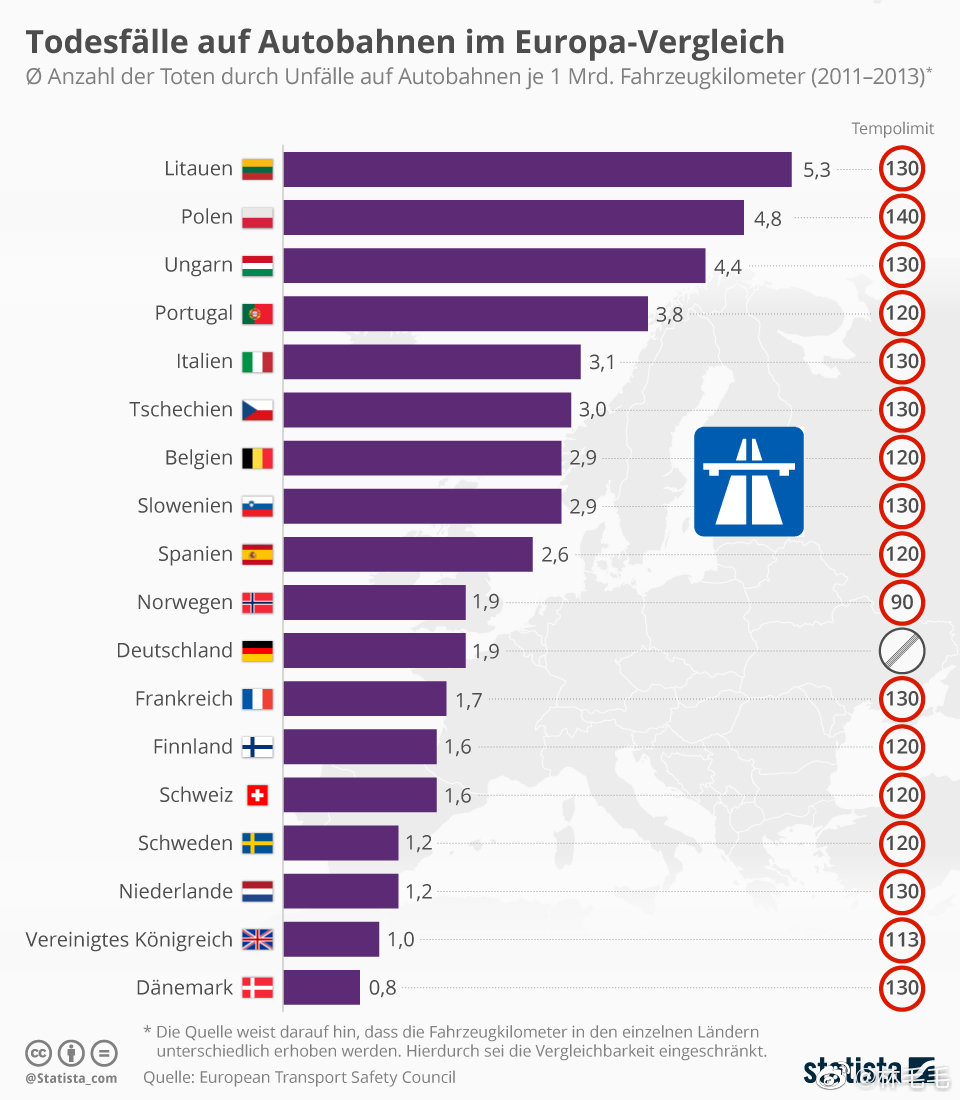 Todesfälle auf Autobahnen im Europa-Vergleich
Ø Anzahl der Toten durch Unfälle auf Autobahnen je 1 Mrd. Fahrzeugkilometer (2011–2013)*
Tempolimit
Litauen 5,3 130
Polen 4,8 140
Ungarn 4,4 130
Portugal 3,8 120
Italien 3,1 130
Tschechien 3,0 130
Belgien 2,9 120
Slowenien 2,9 130
Spanien 2,6 120
Norwegen 1,9 90
Deutschland 1,9
Frankreich 1,7 130
Finnland 1,6 120
Schweiz 1,6 120
Schweden 1,2 120
Niederlande 1,2 130
Vereinigtes Königreich 1,0 113
Dänemark 0,8 130
* Die Quelle weist darauf hin, dass die Fahrzeugkilometer in den einzelnen Ländern
unterschiedlich erhoben werden. Hierdurch sei die Vergleichbarkeit eingeschränkt.
cc
@Statista_com
Quelle: European Transport Safety Council
statista
@林毛毛